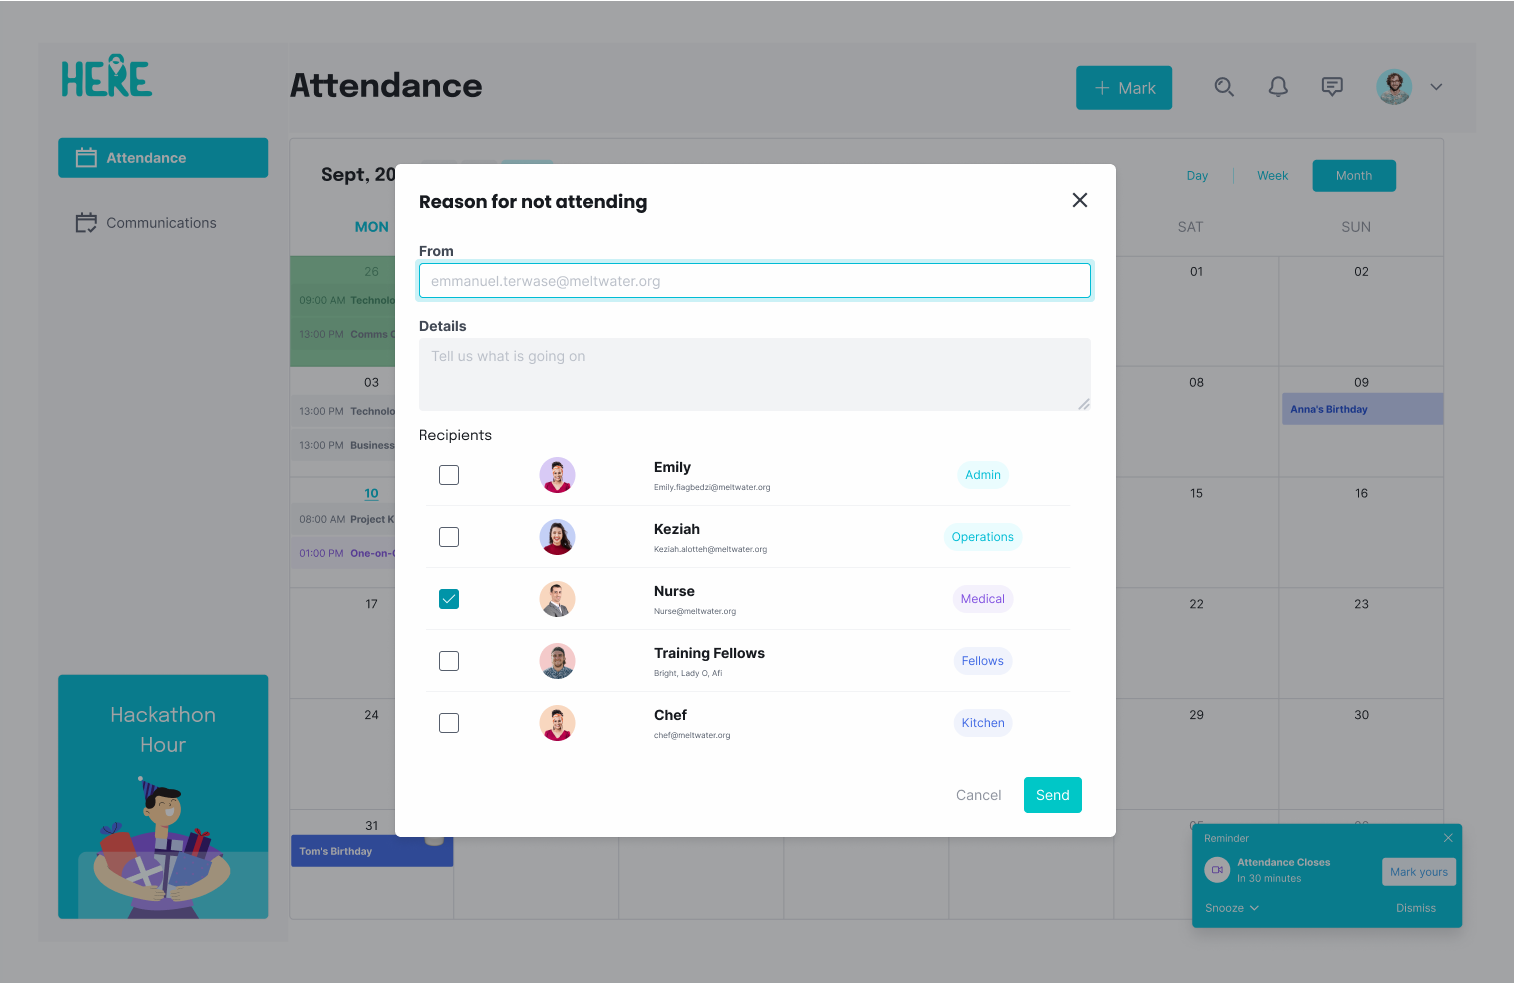 HERE
Attendance
Mark
Attendance
Communications
Sept, 20
Day
Week
Month
MON
SAT
SUN
26
01
02
09:00 AM Technolo
13:00 PM Comms
03
08
09
13:00 PM Technolo
Anna's Birthday
13:00 PM Business
10
15
16
08:00 AM Project K
01:00 PM One-on-
17
22
23
24
29
30
31
Tom's Birthday
Reason for not attending
From
emmanuel.terwase@meltwater.org
Details
Tell us what is going on
Recipients
Emily
Emily.fiagbedzi@meltwater.org
Admin
Keziah
Keziah.alotteh@meltwater.org
Operations
Nurse
Nurse@meltwater.org
Medical
Training Fellows
Bright, Lady O, Afi
Fellows
Chef
chef@meltwater.org
Kitchen
Cancel
Send
Hackathon
Hour
Reminder
Attendance Closes
In 30 minutes
Mark yours
Snooze
Dismiss